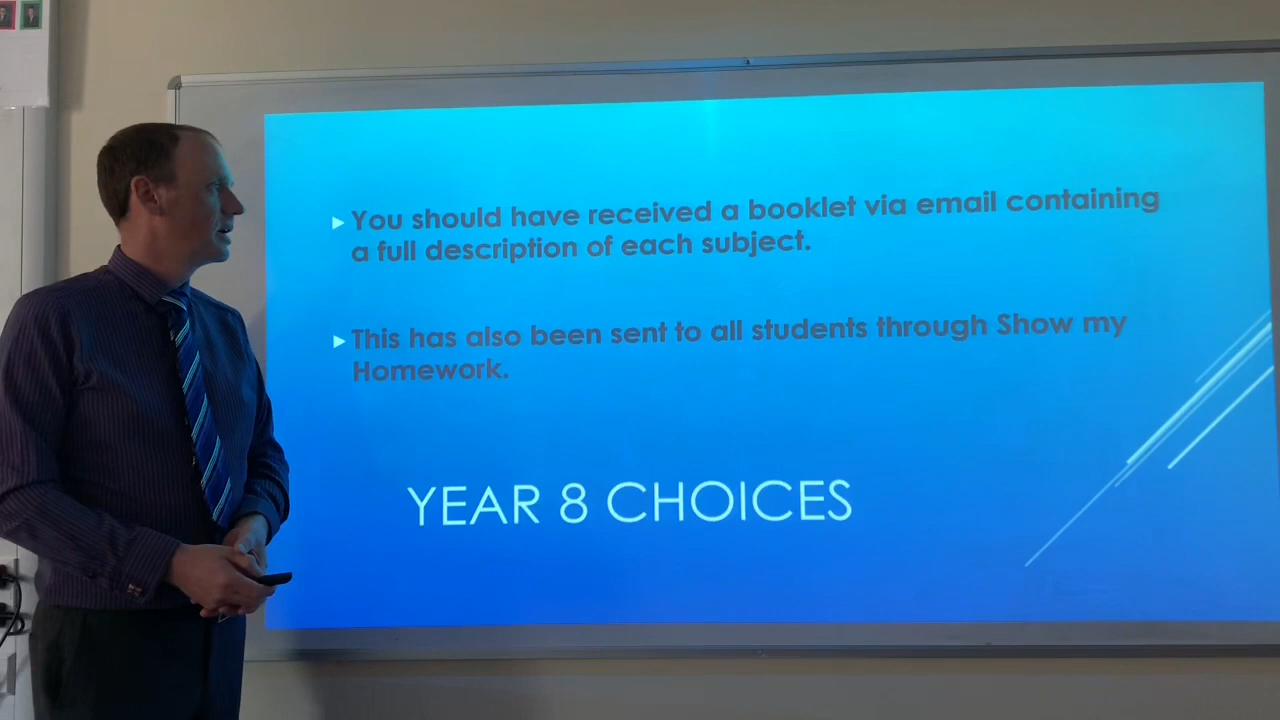 You should have received a booklet via email containing
a full description of each subject.
This has also been sent to all students through Show my
Homework.
YEAR 8 CHOICES